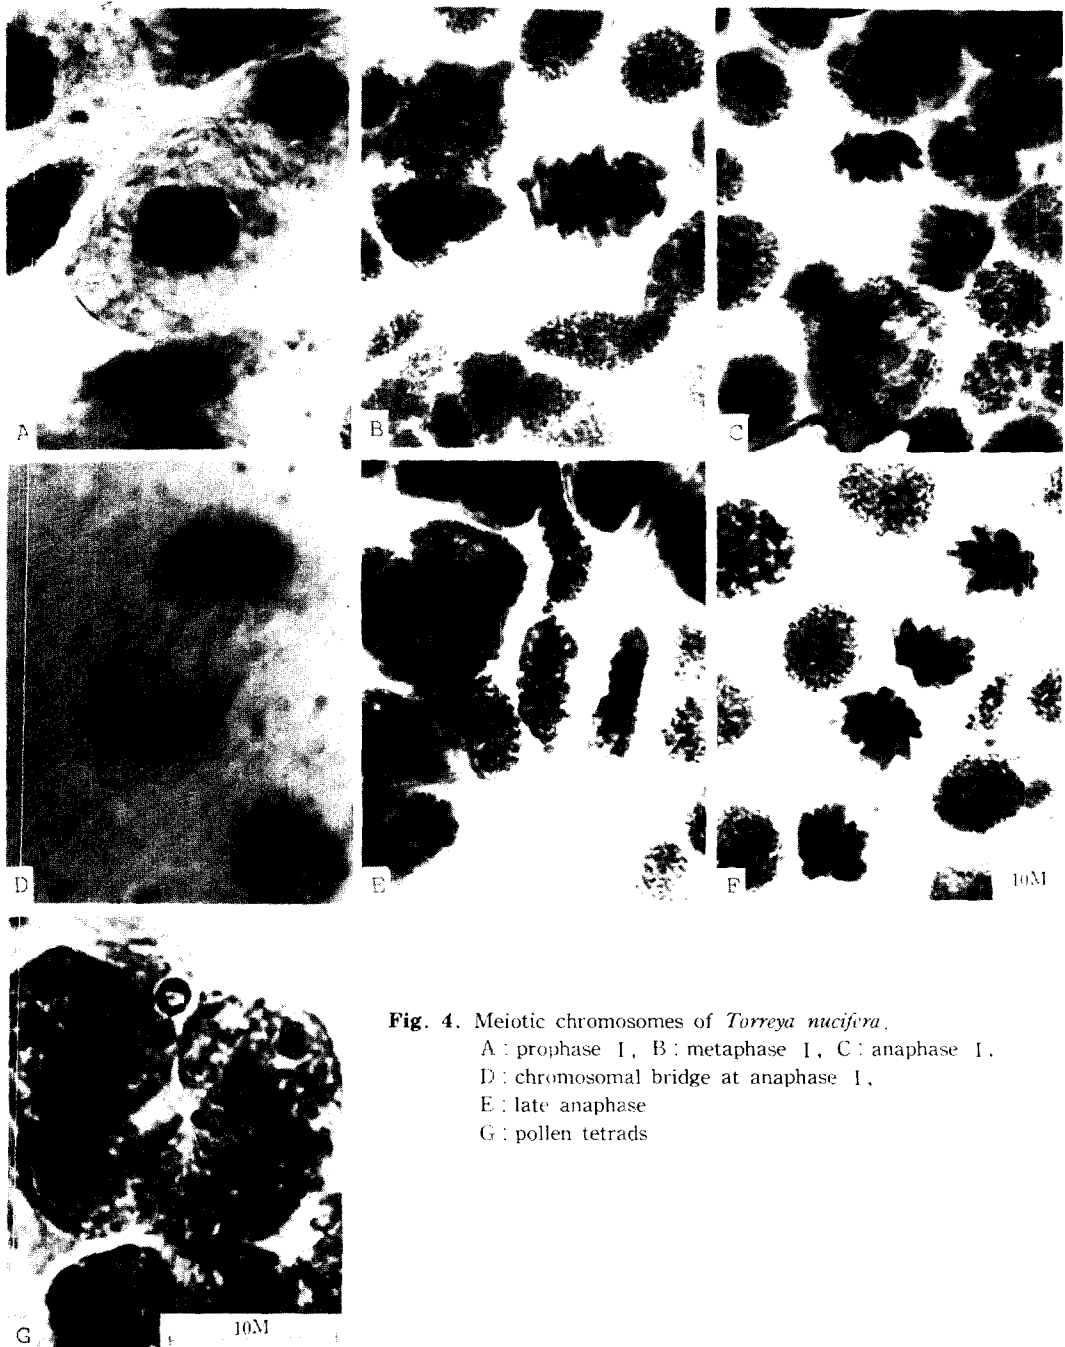 A
B
C
D
E
F
10M
G
10M
Fig. 4. Meiotic chromosomes of Torreya nucifera.
A : prophase I, B : metaphase I, C : anaphase I.
D : chromosomal bridge at anaphase I,
E : late anaphase
G : pollen tetrads